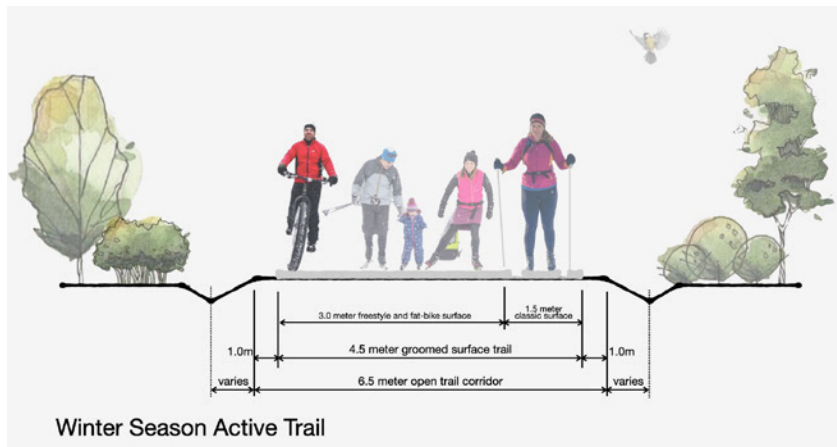 3.0 meter freestyle and fat-bike surface
1.5 meter
classic surface
1.0m
4.5 meter groomed surface trail
1.0m
varies
6.5 meter open trail corridor
varies
Winter Season Active Trail